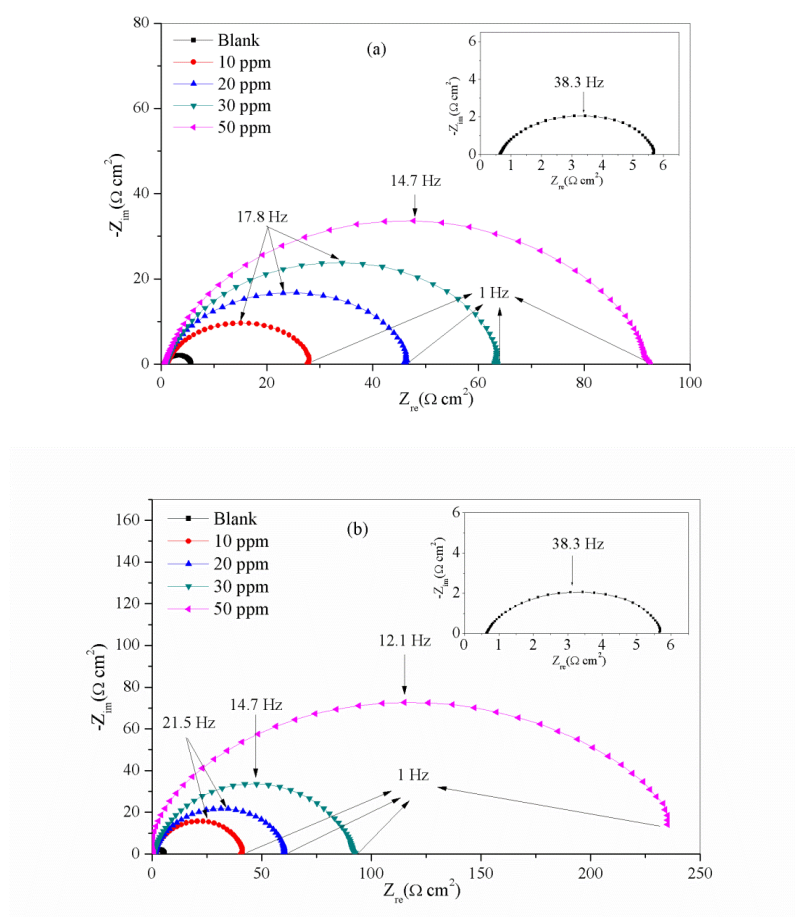 80
60
40
20
0
-Z_im(Ω cm²)
0 20 40 60 80 100
Z_re(Ω cm²)
Blank
10 ppm
20 ppm
30 ppm
50 ppm
(a)
14.7 Hz
17.8 Hz
1 Hz
6
4
2
0
-Z_im(Ω cm²)
38.3 Hz
0 1 2 3 4 5 6
Z_re(Ω cm²)
160
140
120
100
80
60
40
20
0
-Z_im(Ω cm²)
0 50 100 150 200 250
Z_re(Ω cm²)
Blank
10 ppm
20 ppm
30 ppm
50 ppm
(b)
12.1 Hz
14.7 Hz
21.5 Hz
1 Hz
6
4
2
0
-Z_im(Ω cm²)
38.3 Hz
0 1 2 3 4 5 6
Z_re(Ω cm²)